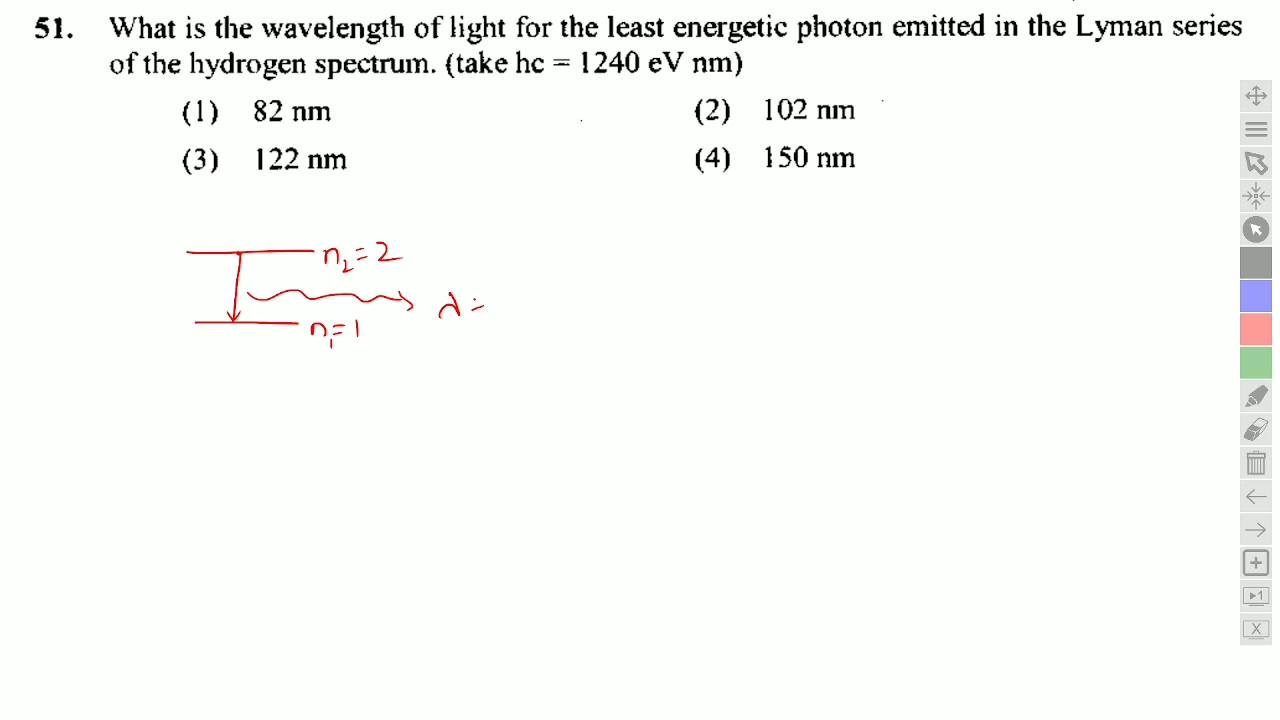 51. What is the wavelength of light for the least energetic photon emitted in the Lyman series
of the hydrogen spectrum. (take hc = 1240 eV nm)
(1) 82 nm (2) 102 nm
(3) 122 nm (4) 150 nm
n₂=2
λ=
n₁=1
1
X